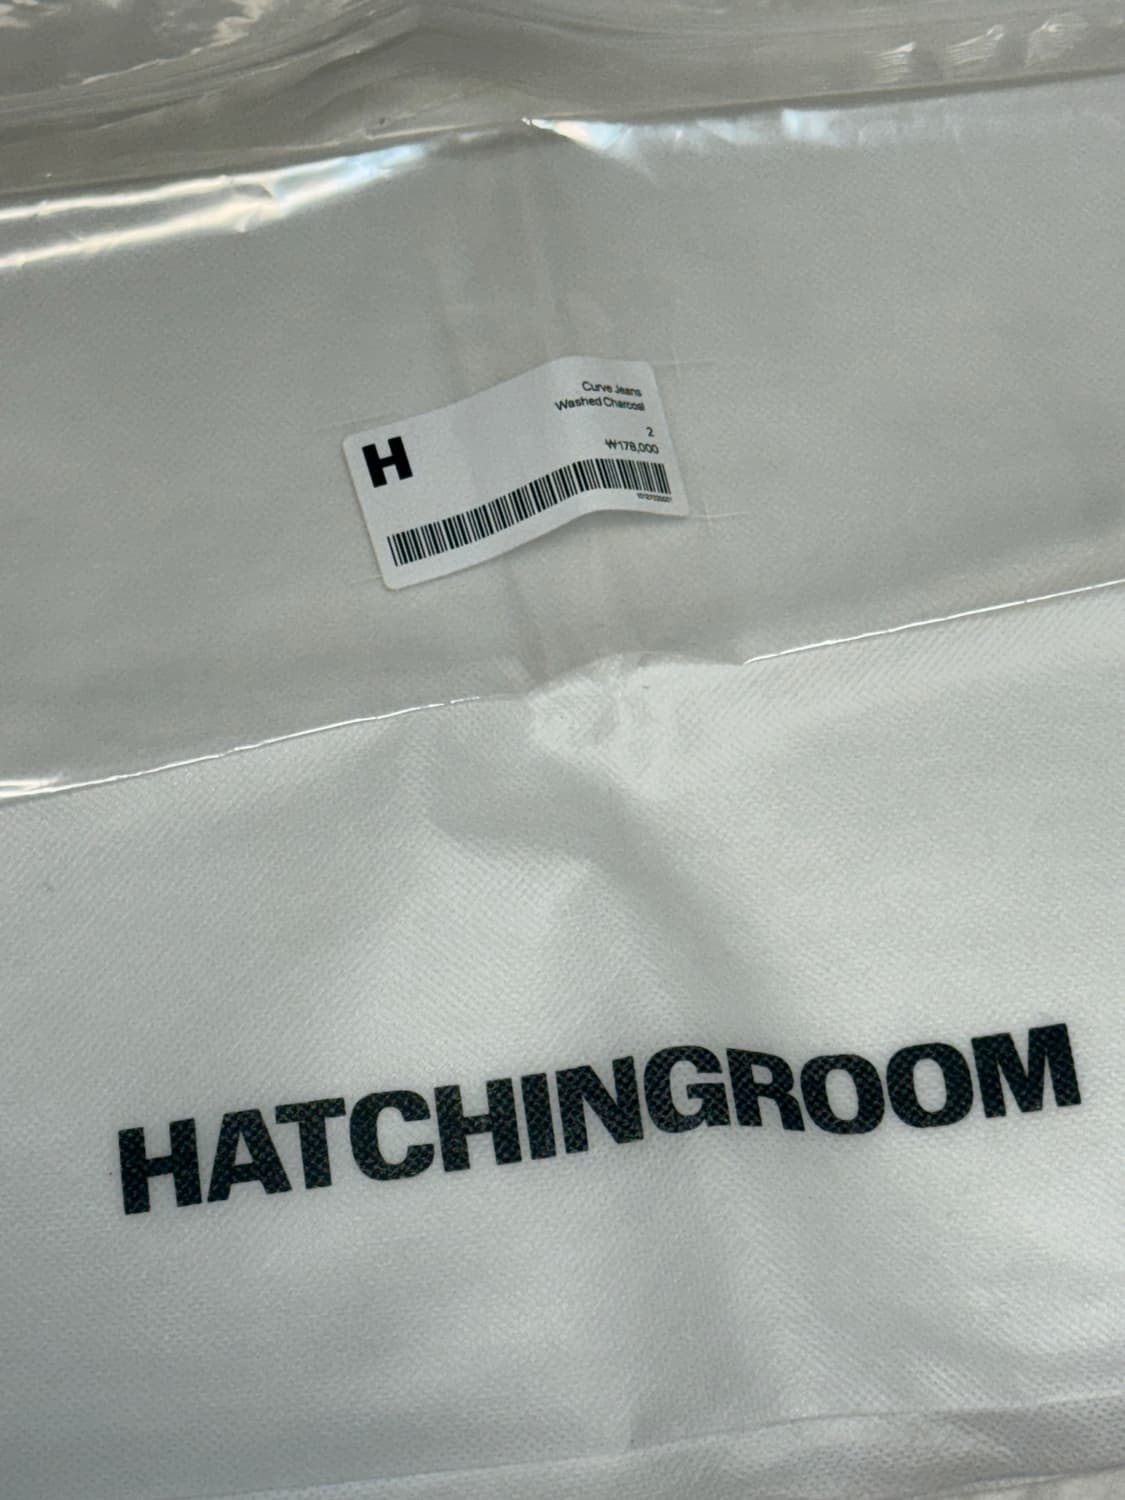 H
Curve Jeans
Washed Charcoal
2
₩178,000
HATCHINGROOM